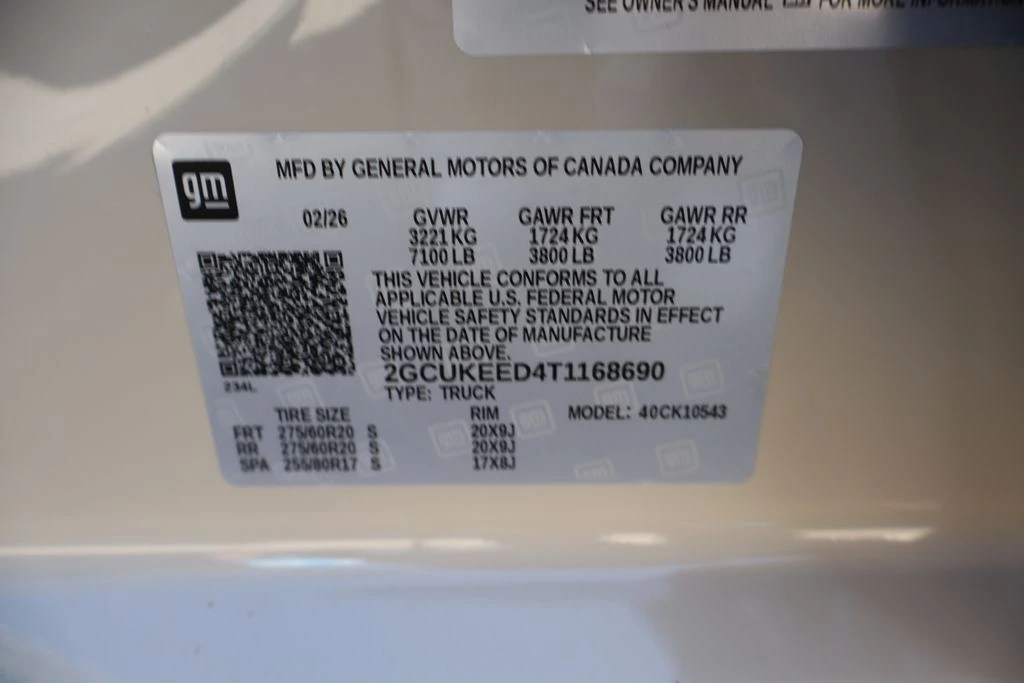 SEE OWNER'S MANUAL FOR MORE INFORMATION
gm
MFD BY GENERAL MOTORS OF CANADA COMPANY
02/26 GVWR GAWR FRT GAWR RR
3221 KG 1724 KG 1724 KG
7100 LB 3800 LB 3800 LB
THIS VEHICLE CONFORMS TO ALL
APPLICABLE U.S. FEDERAL MOTOR
VEHICLE SAFETY STANDARDS IN EFFECT
ON THE DATE OF MANUFACTURE
SHOWN ABOVE.
2GCUKEED4T1168690
234L
TYPE: TRUCK
TIRE SIZE RIM MODEL: 40CK10543
FRT 275/60R20 S 20X9J
RR 275/60R20 S 20X9J
SPA 255/80R17 S 17X8J